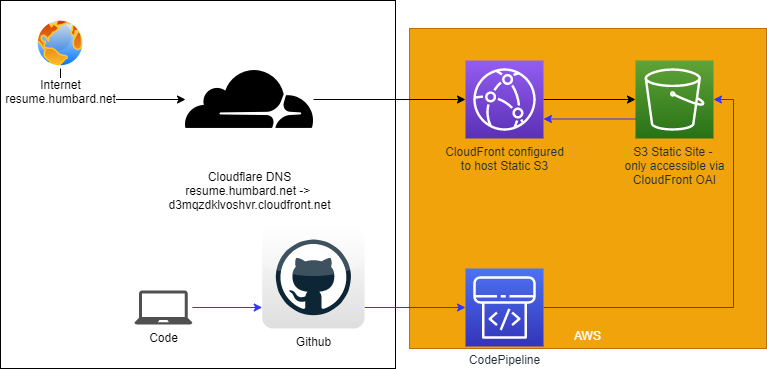 Internet
resume.humbard.net
Cloudflare DNS
resume.humbard.net ->
d3mqzdklvoshvr.cloudfront.net
CloudFront configured
to host Static S3
S3 Static Site -
only accessible via
CloudFront OAI
Code
Github
CodePipeline
AWS